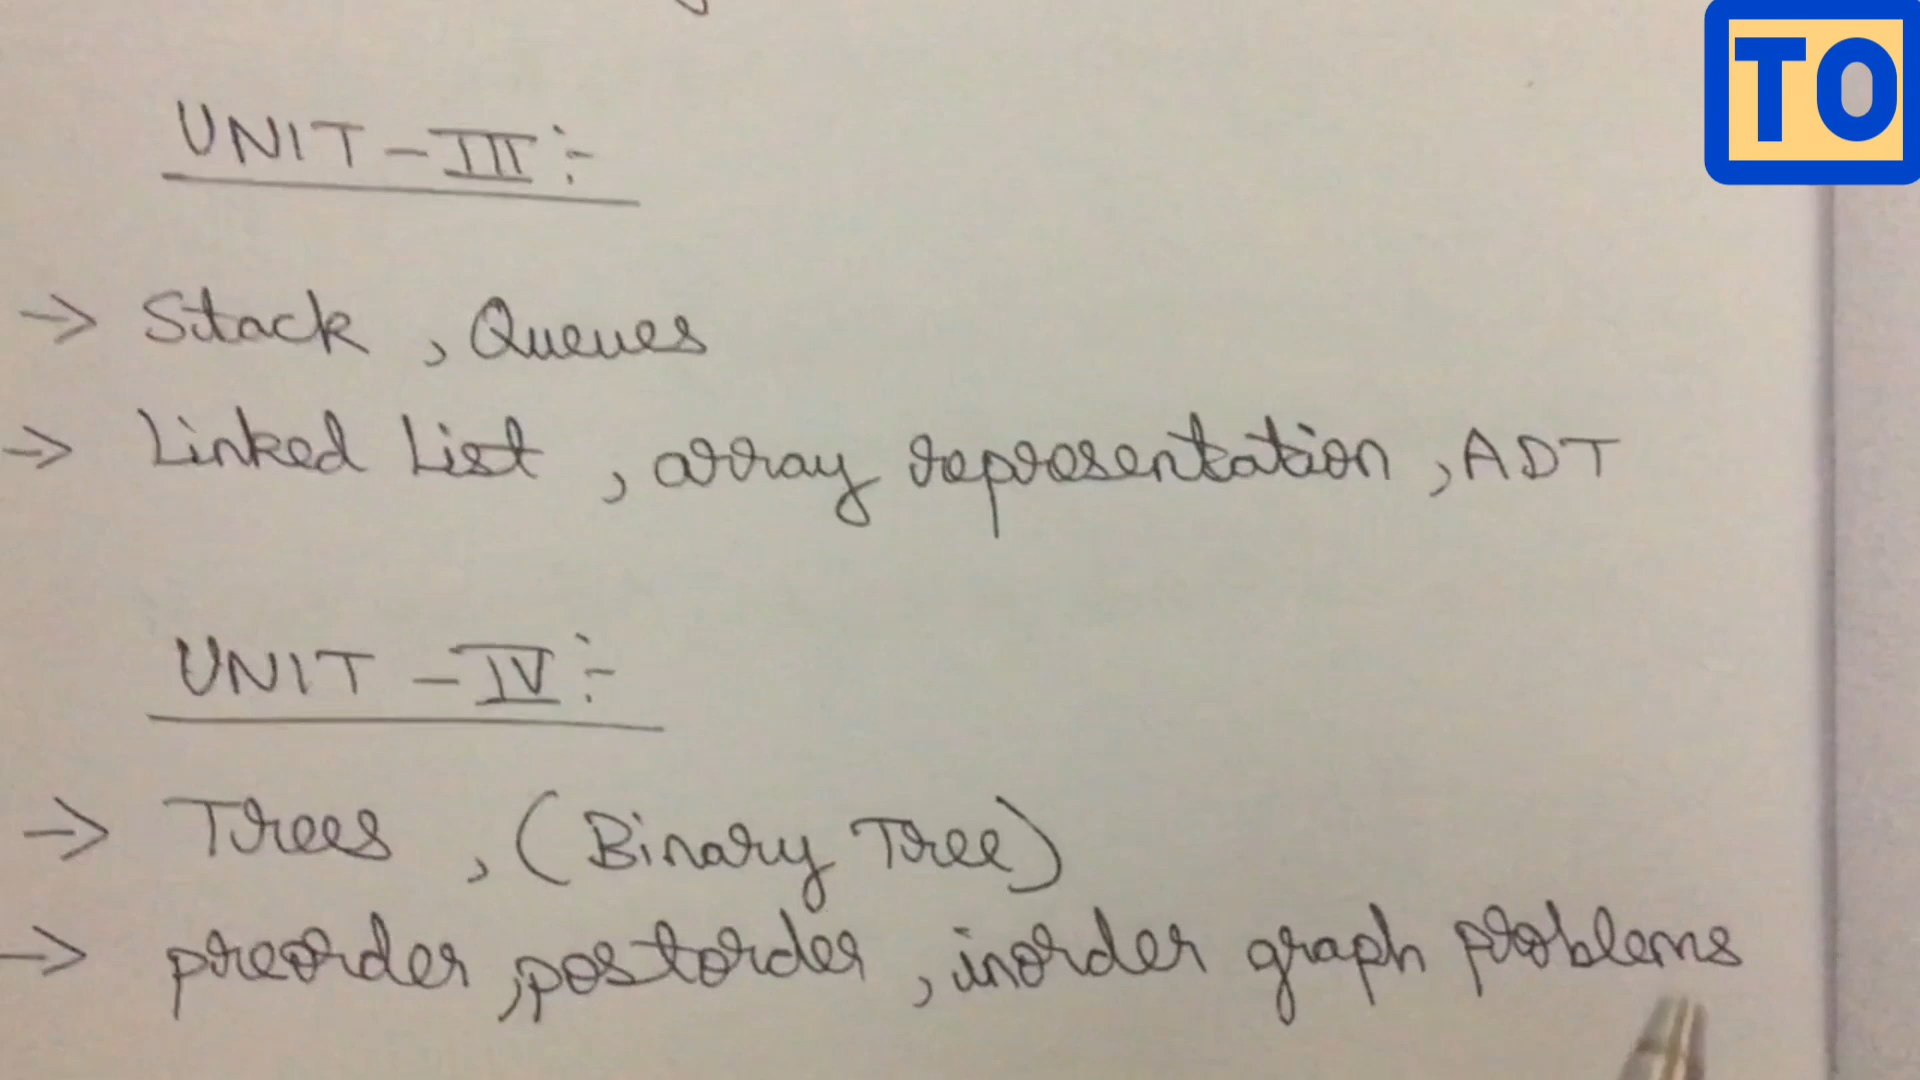 TO
UNIT - III :-
→ Stack , Queues
→ Linked List , array representation , ADT
UNIT - IV :-
→ Trees , (Binary Tree)
→ preorder , postorder , inorder graph problems